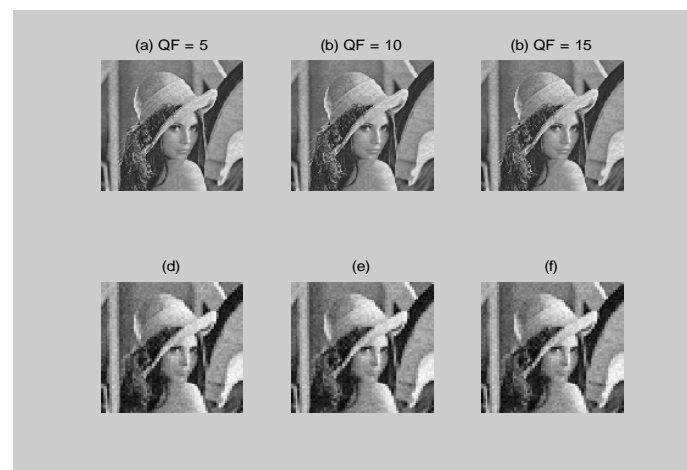 (a) QF = 5
(b) QF = 10
(b) QF = 15
(d)
(e)
(f)